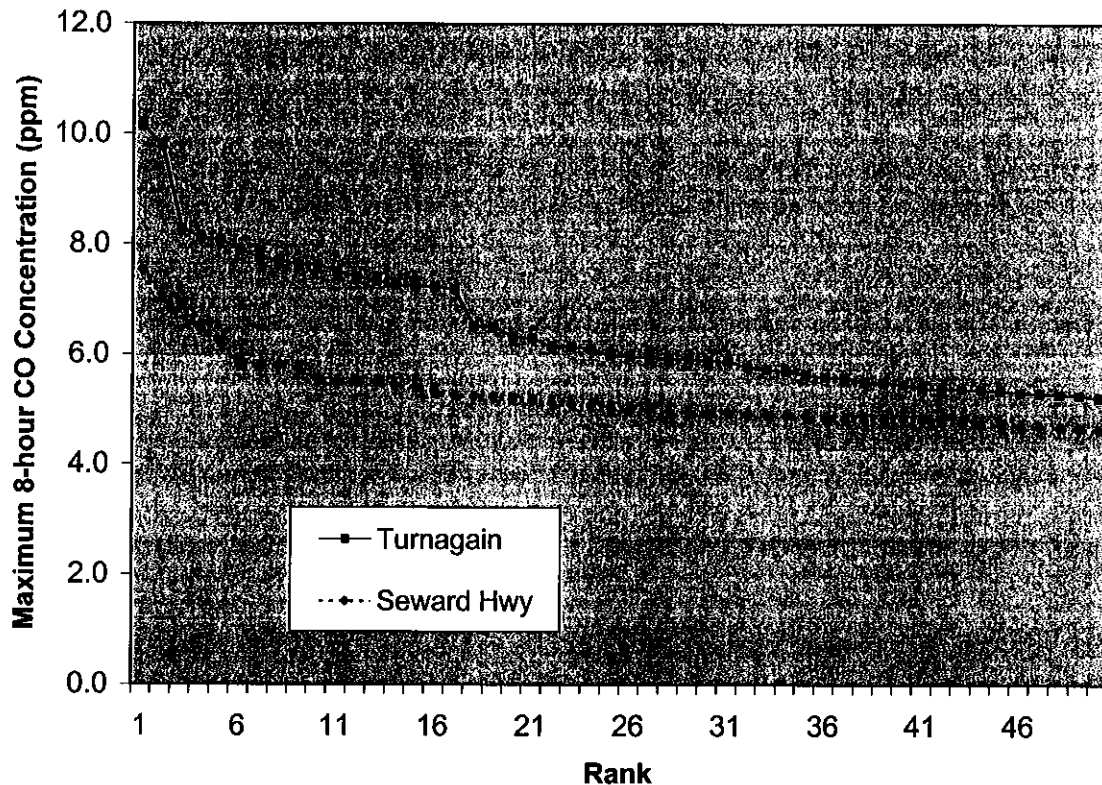 Maximum 8-hour CO Concentration (ppm)
12.0
10.0
8.0
6.0
4.0
2.0
0.0
Turnagain
Seward Hwy
1 6 11 16 21 26 31 36 41 46
Rank